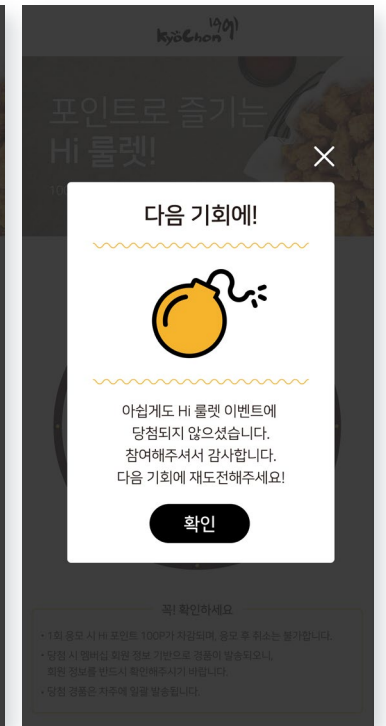 kyochon 1991
포인트로 즐기는
Hi 룰렛!
다음 기회에!
아쉽게도 Hi 룰렛 이벤트에
당첨되지 않으셨습니다.
참여해주셔서 감사합니다.
다음 기회에 재도전해주세요!
확인
꼭! 확인하세요
• 1회 응모 시 Hi 포인트 100P가 차감되며, 응모 후 취소는 불가합니다.
• 당첨 시 멤버십 회원 정보 기반으로 경품이 발송되오니,
회원 정보를 반드시 확인해주시기 바랍니다.
• 당첨 경품은 차주에 일괄 발송됩니다.